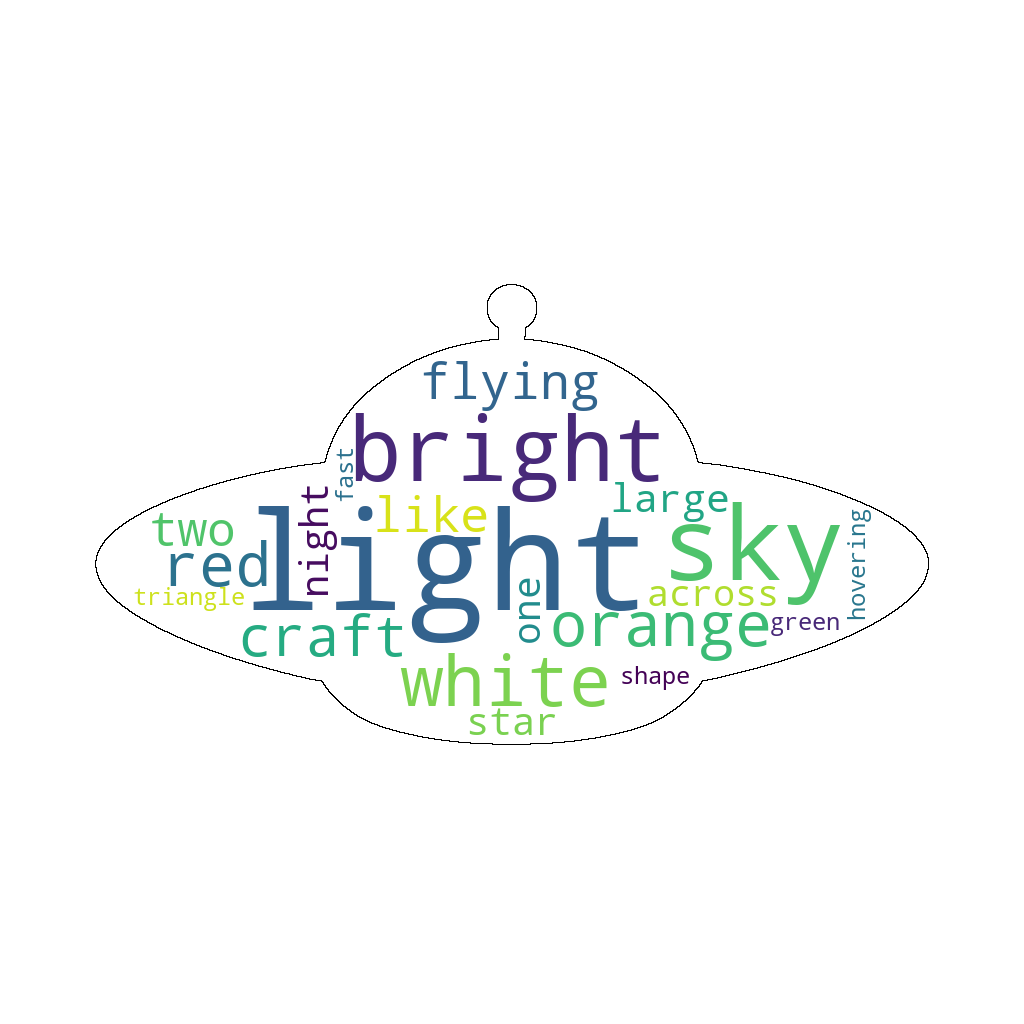 flying
bright
fast
like
large
night
light
sky
two
red
hovering
triangle
one
across
craft
orange
green
white
shape
star